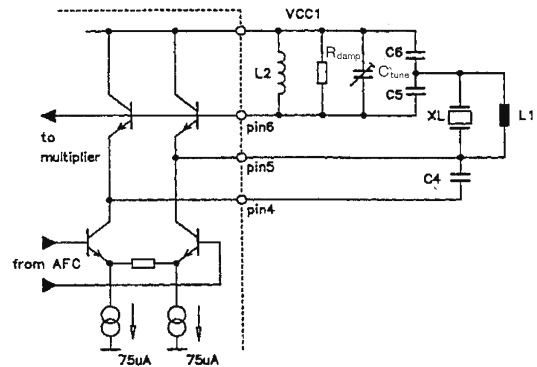 VCC1
L2
Rdamp
Ctune
C6
C5
XL
L1
pin6
to
multiplier
pin5
C4
pin4
from AFC
75uA
75uA